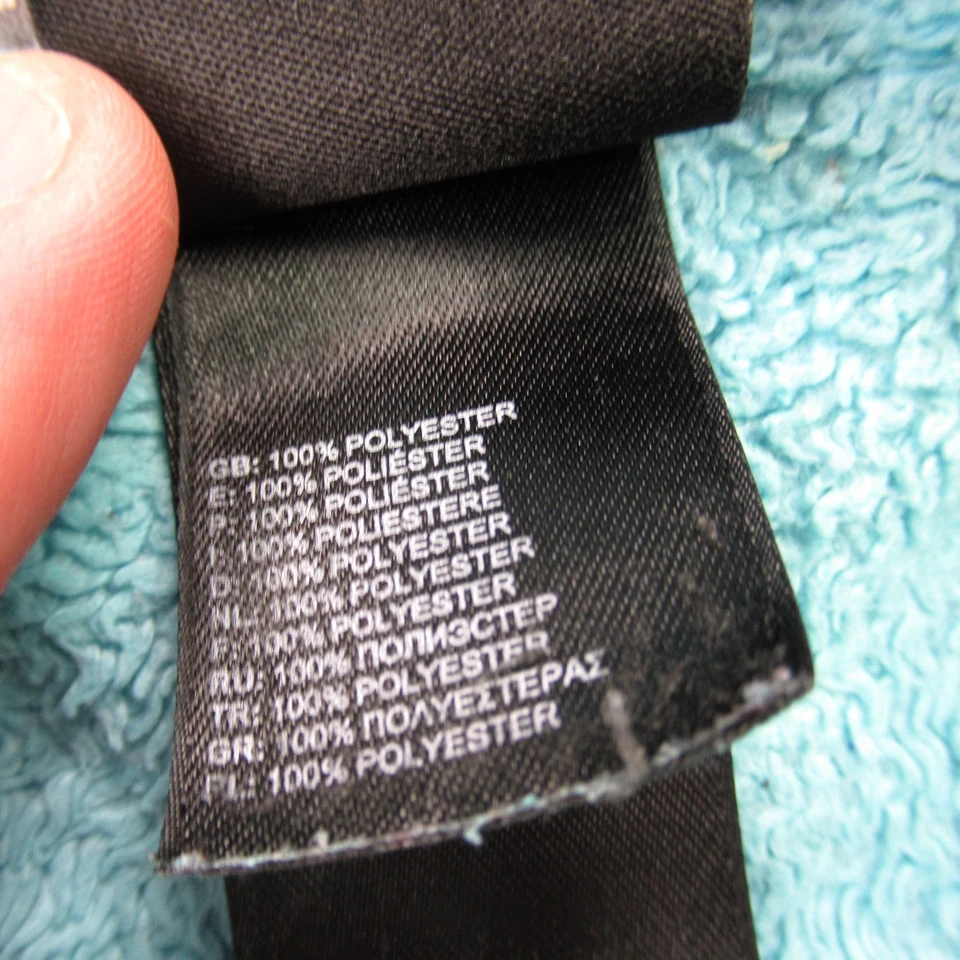 GB: 100% POLYESTER
E: 100% POLIÉSTER
P: 100% POLIÉSTER
I: 100% POLIESTERE
D: 100% POLYESTER
NL: 100% POLYESTER
F: 100% POLYESTER
RU: 100% ПОЛИЭСТЕР
TR: 100% POLYESTER
GR: 100% ΠΟΛΥΕΣΤΕΡΑΣ
PL: 100% POLYESTER